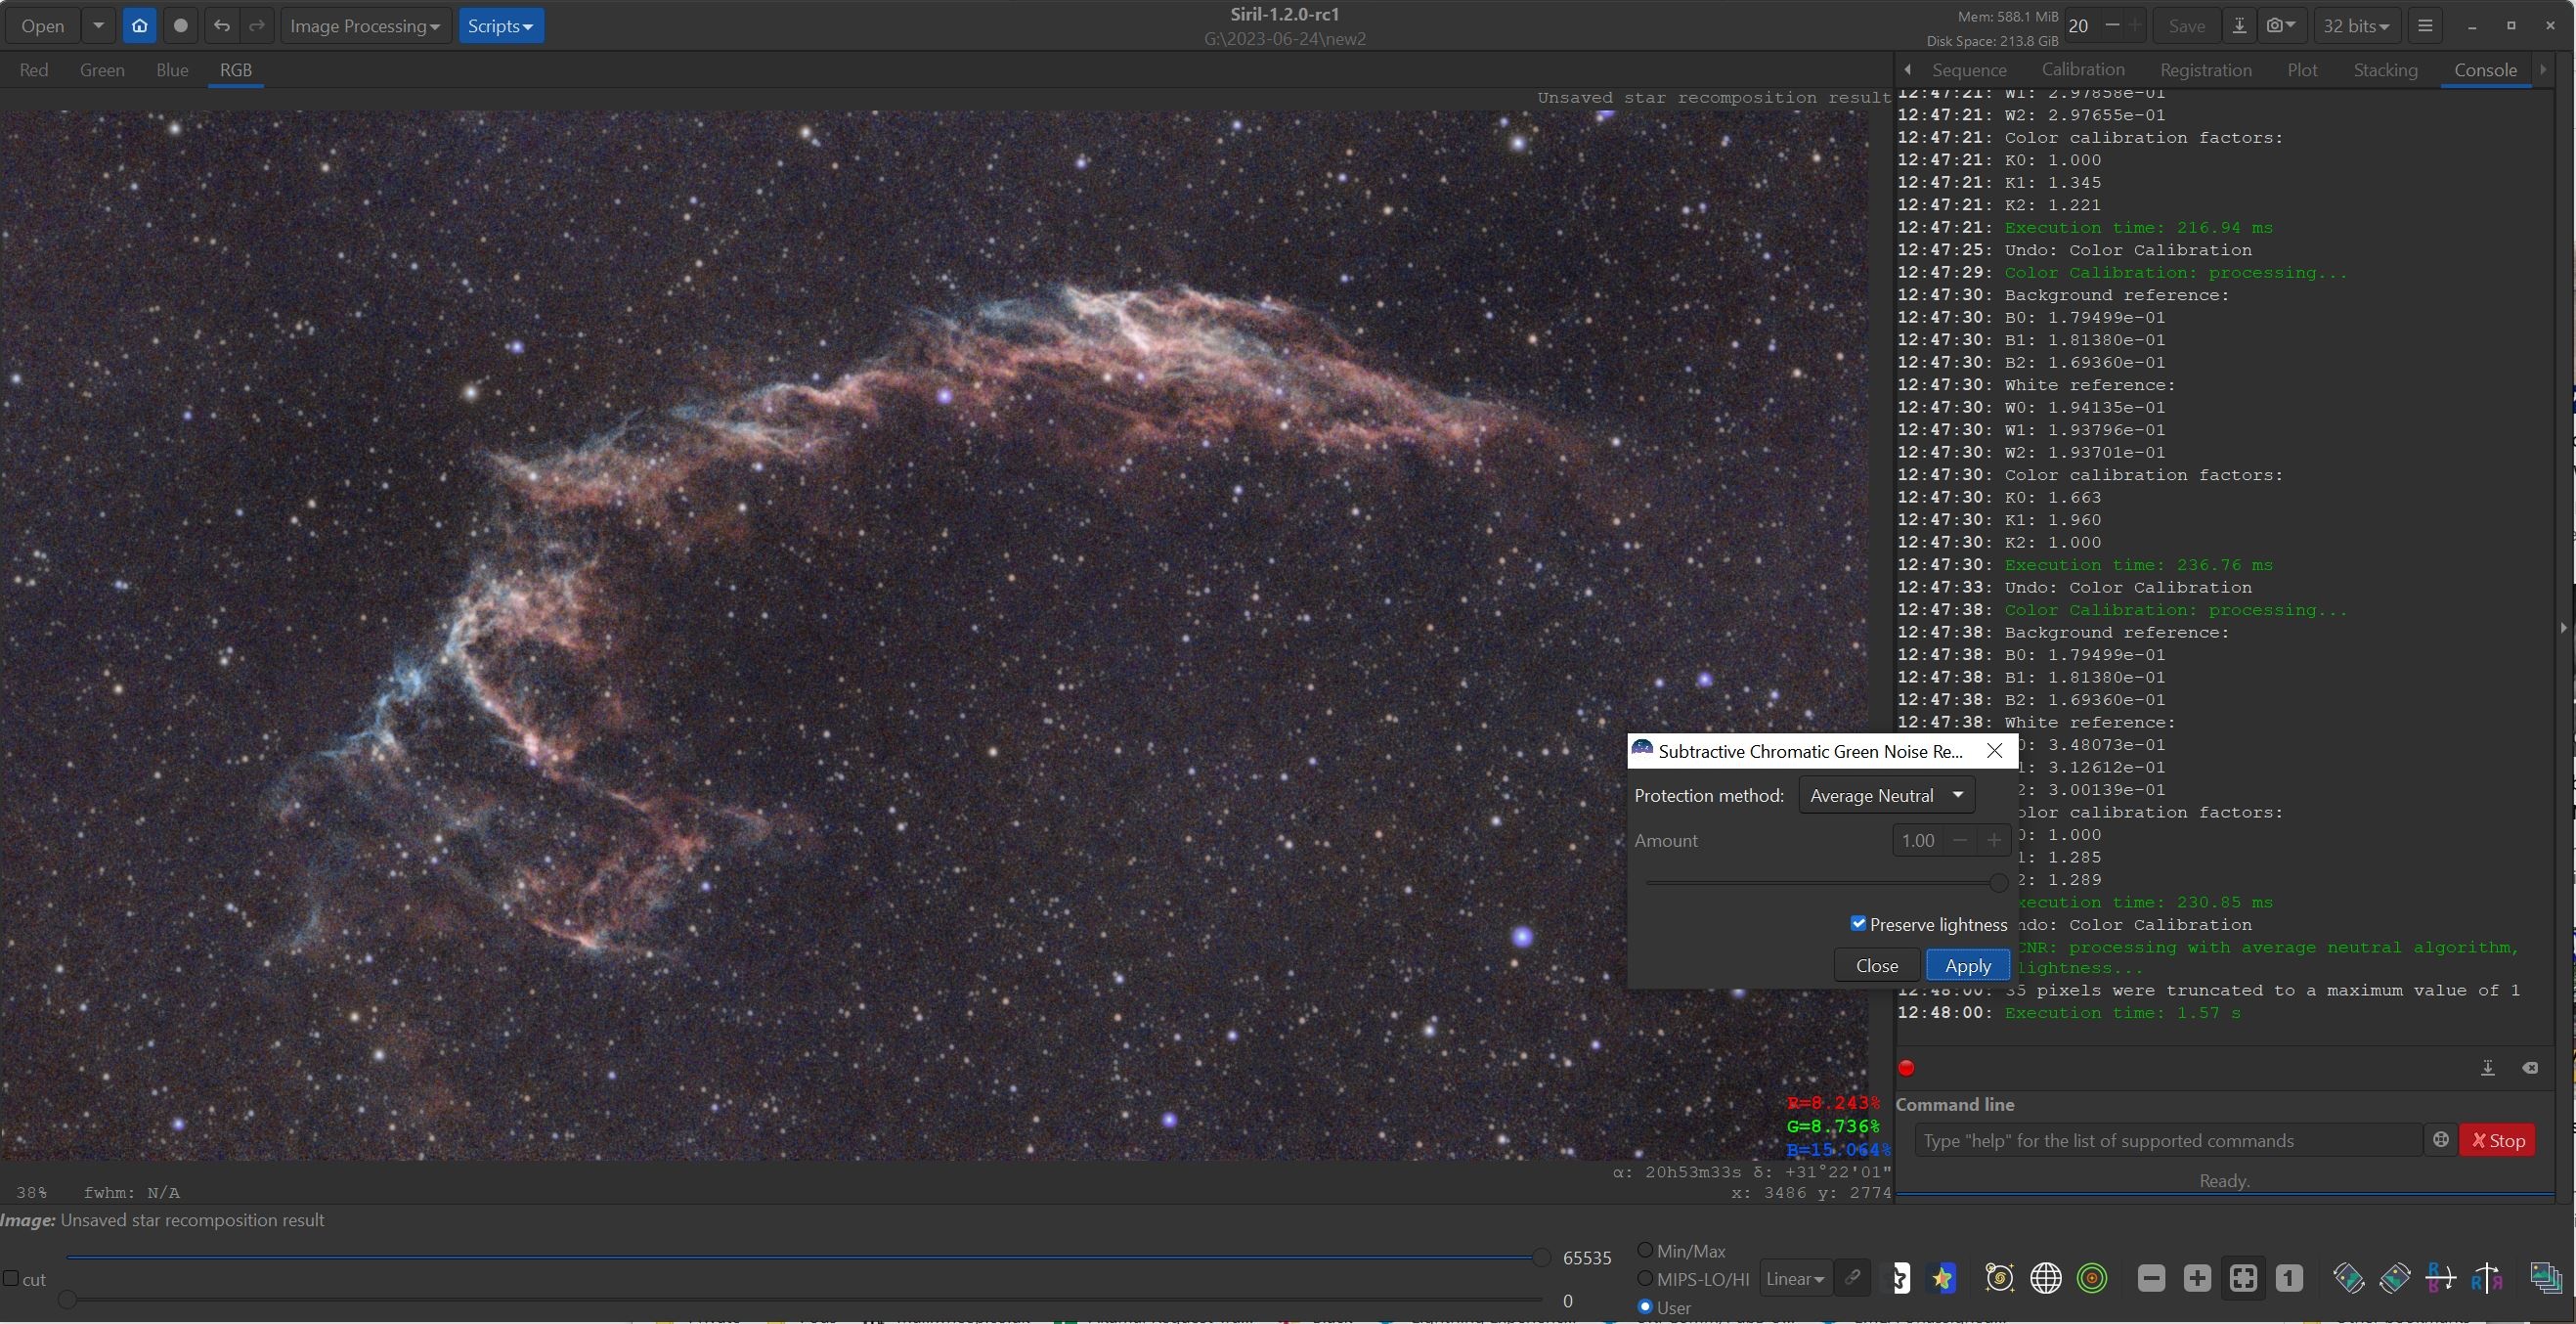 Open
Image Processing
Scripts
Siril-1.2.0-rc1
G:\2023-06-24\new2
Mem: 588.1 MiB
Disk Space: 213.8 GiB
20
Save
32 bits
Red Green Blue RGB
Sequence Calibration Registration Plot Stacking Console
Unsaved star recomposition result
12:47:21: W1: 2.97858e-01
12:47:21: W2: 2.97655e-01
12:47:21: Color calibration factors:
12:47:21: K0: 1.000
12:47:21: K1: 1.345
12:47:21: K2: 1.221
12:47:21: Execution time: 216.94 ms
12:47:25: Undo: Color Calibration
12:47:29: Color Calibration: processing...
12:47:30: Background reference:
12:47:30: B0: 1.79499e-01
12:47:30: B1: 1.81380e-01
12:47:30: B2: 1.69360e-01
12:47:30: White reference:
12:47:30: W0: 1.94135e-01
12:47:30: W1: 1.93796e-01
12:47:30: W2: 1.93701e-01
12:47:30: Color calibration factors:
12:47:30: K0: 1.663
12:47:30: K1: 1.960
12:47:30: K2: 1.000
12:47:30: Execution time: 236.76 ms
12:47:33: Undo: Color Calibration
12:47:38: Color Calibration: processing...
12:47:38: Background reference:
12:47:38: B0: 1.79499e-01
12:47:38: B1: 1.81380e-01
12:47:38: B2: 1.69360e-01
12:47:38: White reference:
0: 3.48073e-01
1: 3.12612e-01
2: 3.00139e-01
olor calibration factors:
0: 1.000
1: 1.285
2: 1.289
xecution time: 230.85 ms
ndo: Color Calibration
CNR: processing with average neutral algorithm,
lightness...
12:48:00: 35 pixels were truncated to a maximum value of 1
12:48:00: Execution time: 1.57 s
Subtractive Chromatic Green Noise Re...
Protection method: Average Neutral
Amount 1.00
Preserve lightness
Close Apply
R=8.243%
G=8.736%
B=15.064%
α: 20h53m33s δ: +31°22'01"
x: 3486 y: 2774
38% fwhm: N/A
Command line
Type "help" for the list of supported commands
Stop
Ready.
Image: Unsaved star recomposition result
65535
cut
0
Min/Max
MIPS-LO/HI
User
Linear
1